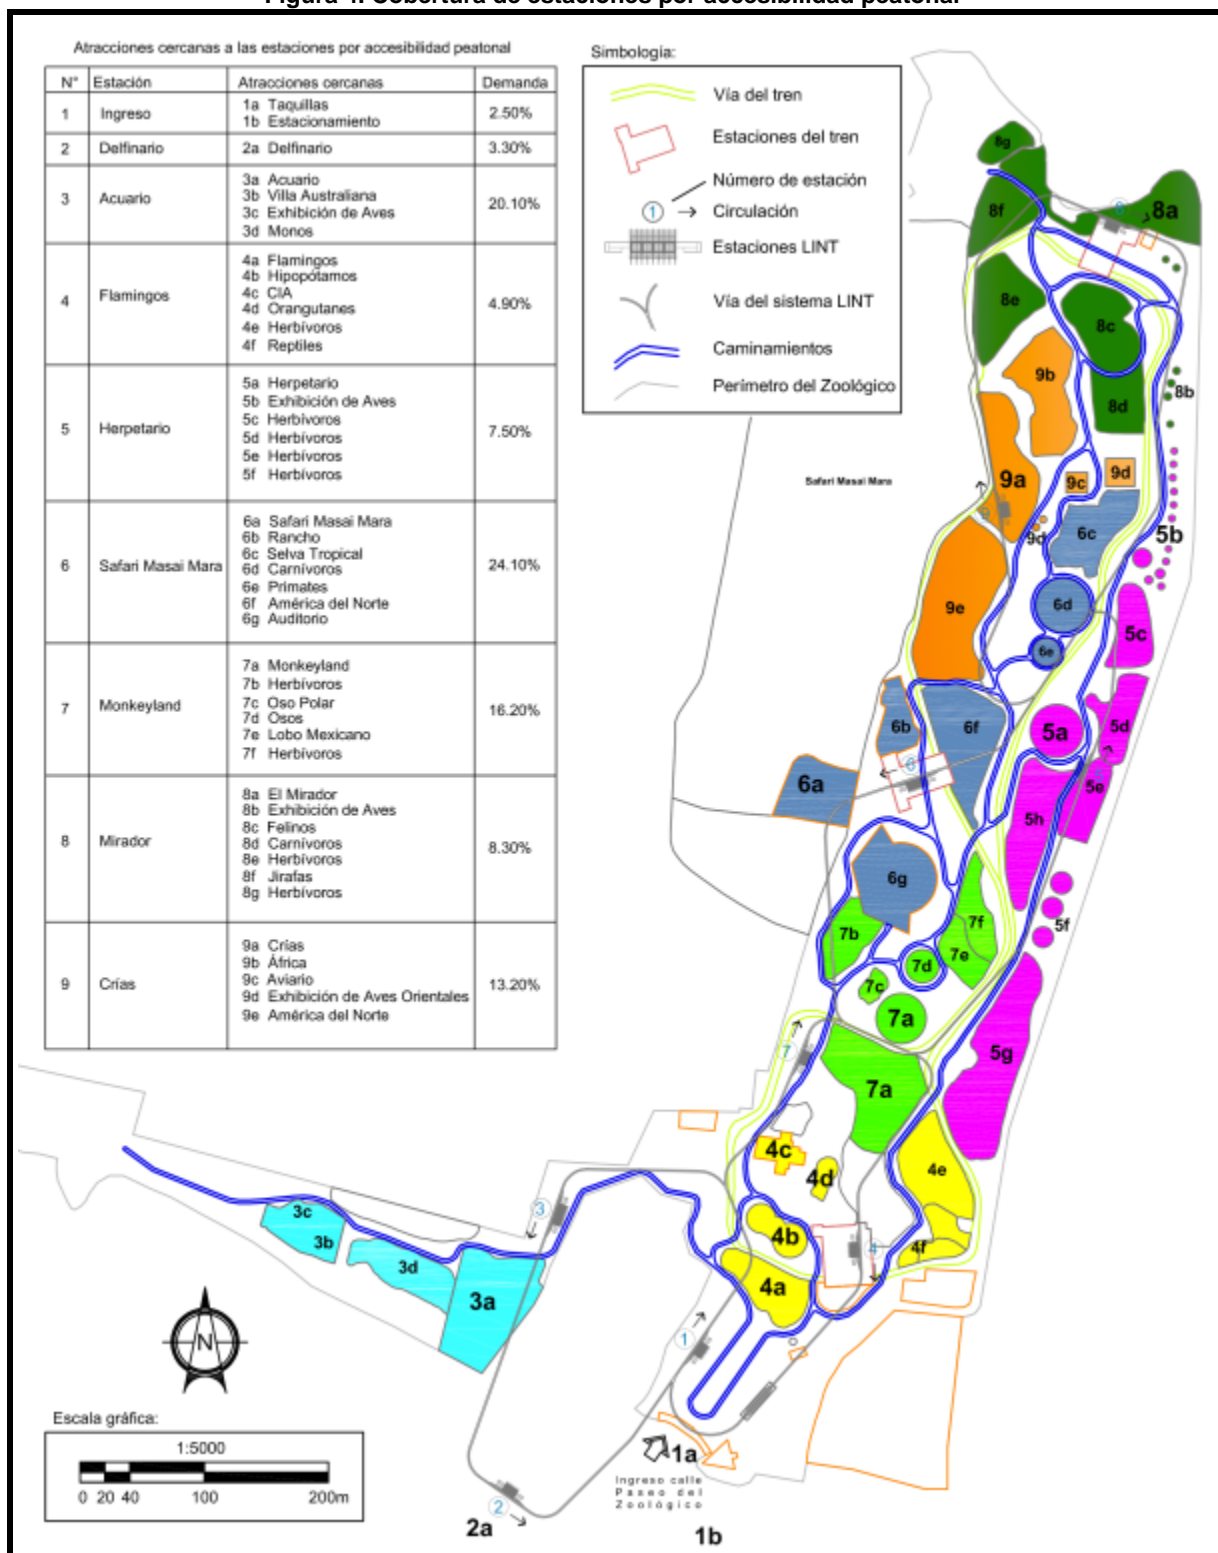 Figura 4. Cobertura de estaciones por accesibilidad peatonal
Atracciones cercanas a las estaciones por accesibilidad peatonal
N° Estación Atracciones cercanas Demanda
1 Ingreso 2.50%
1a Taquillas
1b Estacionamiento
2 Delfinario 2a Delfinario 3.30%
3 Acuario 20.10%
3a Acuario
3b Villa Australiana
3c Exhibición de Aves
3d Monos
4 Flamingos 4.90%
4a Flamingos
4b Hipopótamos
4c CIA
4d Orangutanes
4e Herbívoros
4f Reptiles
5 Herpetario 7.50%
5a Herpetario
5b Exhibición de Aves
5c Herbívoros
5d Herbívoros
5e Herbívoros
5f Herbívoros
6 Safari Masai Mara 24.10%
6a Safari Masai Mara
6b Rancho
6c Selva Tropical
6d Carnívoros
6e Primates
6f América del Norte
6g Auditorio
7 Monkeyland 16.20%
7a Monkeyland
7b Herbívoros
7c Oso Polar
7d Osos
7e Lobo Mexicano
7f Herbívoros
8 Mirador 8.30%
8a El Mirador
8b Exhibición de Aves
8c Felinos
8d Carnívoros
8e Herbívoros
8f Jirafas
8g Herbívoros
9 Crías 13.20%
9a Crías
9b África
9c Aviario
9d Exhibición de Aves Orientales
9e América del Norte
Simbología:
Vía del tren
Estaciones del tren
Número de estación
1 Circulación
Estaciones LINT
Vía del sistema LINT
Caminamientos
Perímetro del Zoológico
8g
8f
8
8a
8e
8c
9b
8b
8d
9a
9c
9d
Safari Masai Mara
9
9d
6c
5b
9e
6d
5c
6e
6b
6f
5a
5d
6
6a
5e
5h
6g
7b
7f
5f
7e
7d
7c
7a
7
5g
7a
4c
4d
4e
3
3c
3b
4b
4
4f
3d
3a
4a
1
N
Escala gráfica:
1:5000
0 20 40 100 200m
1a
Ingreso calle
Paseo del
Zoológico
2
2a
1b